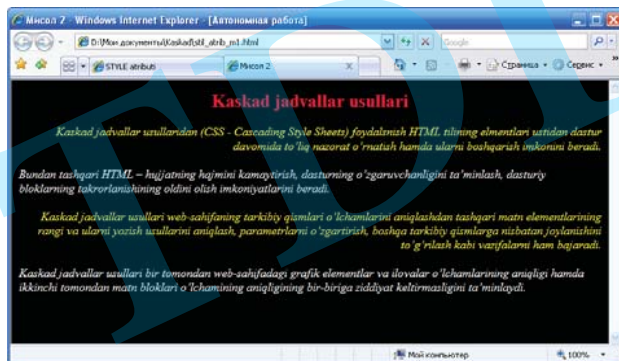 Мисол 2 - Windows Internet Explorer - [Автономная работа]
D:\Мои документы\Kaskad\stil_atrib_m1.html
Google
STYLE atributi
Мисол 2
Страница
Сервис
Kaskad jadvallar usullari
Kaskad jadvallar usullaridan (CSS - Cascading Style Sheets) foydalsnish HTML tilining elmentlari ustidan dastur
davomida to'liq nazorat o'rnatish hamda ularni boshqarish imkonini beradi.
Bundan tashqari HTML – hujjatning hajmini kamaytirish, dasturning o'zgaruvchanligini ta'minlash, dasturiy
bloklarning takrorlanishining oldini olish imkoniyatlarini beradi.
Kaskad jadvallar usullari web-sahifaning tarkibiy qismlari o'lchamlarini aniqlashdan tashqari matn elementlarining
rangi va ularni yozish usullarini aniqlash, parametrlarni o'zgartirish, boshqa tarkibiy qismlarga nisbatan joylanishini
to'g'rilash kabi vazifalarni ham bajaradi.
Kaskad jadvallar usullari bir tomondan web-sahifadagi grafik elementlar va ilovalar o'lchamlarining aniqligi hamda
ikkinchi tomondan matn bloklari o'lchamining aniqligining bir-biriga ziddiyat keltirmasligini ta'minlaydi.
Мой компьютер
100%